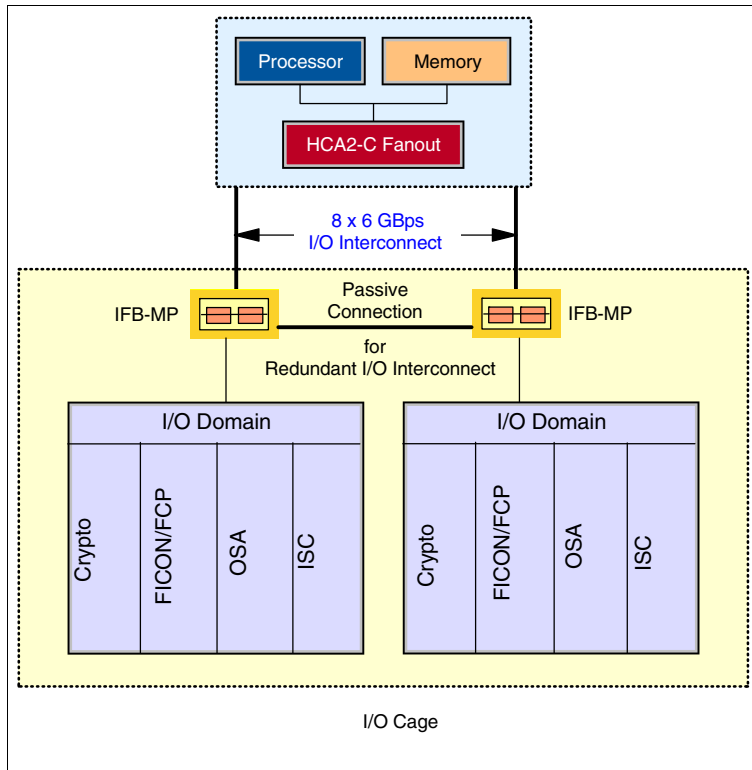 Processor
Memory
HCA2-C Fanout
8 x 6 GBps
I/O Interconnect
IFB-MP
Passive
Connection
IFB-MP
for
Redundant I/O Interconnect
I/O Domain
Crypto
FICON/FCP
OSA
ISC
I/O Domain
Crypto
FICON/FCP
OSA
ISC
I/O Cage